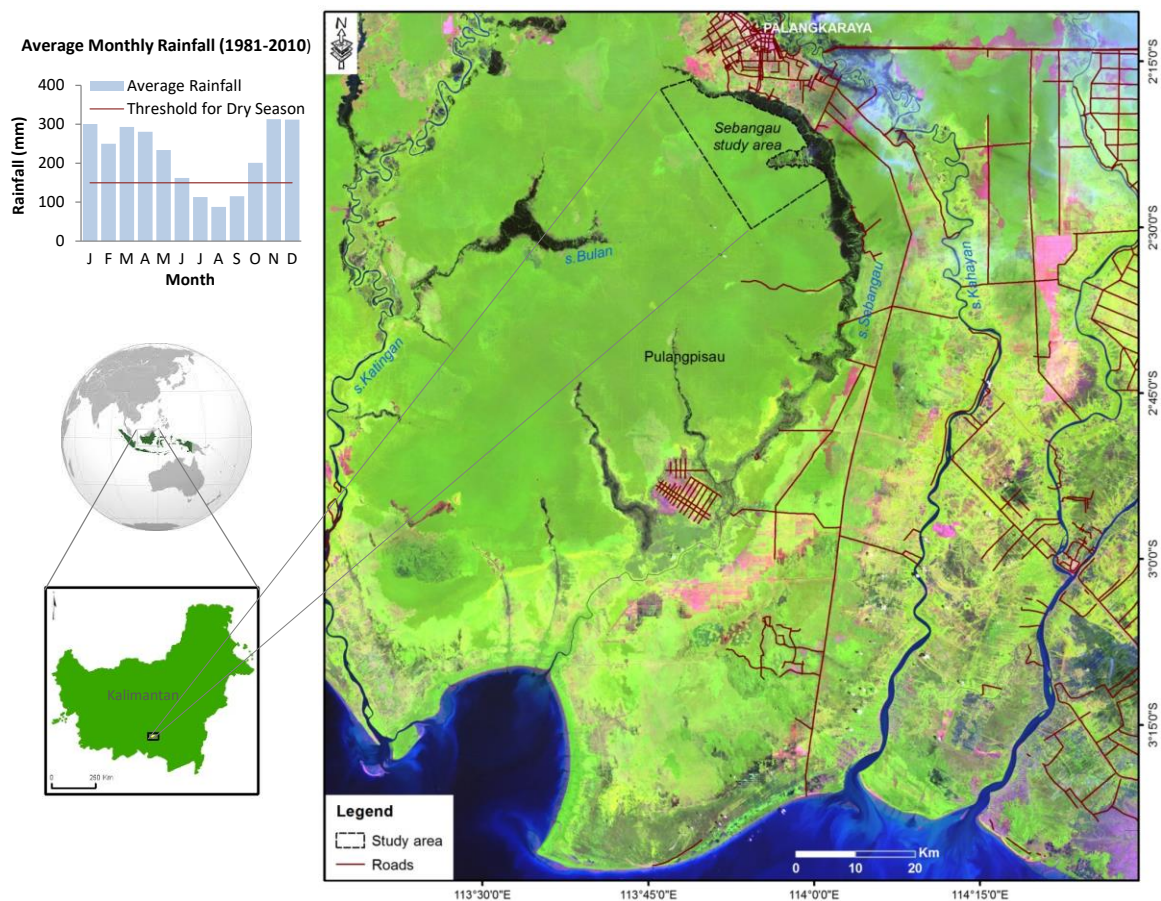 Average Monthly Rainfall (1981-2010)
400
300
200
100
0
Rainfall (mm)
Average Rainfall
Threshold for Dry Season
J F M A M J J A S O N D
Month
Kalimantan
0 250 Km
N
PALANGKARAYA
Sebangau
study area
s.Bulan
s.Katingan
s.Sebangau
s.Kahayan
Pulangpisau
Legend
Study area
Roads
Km
0 10 20
2°15'0"S
2°30'0"S
2°45'0"S
3°0'0"S
3°15'0"S
113°30'0"E 113°45'0"E 114°0'0"E 114°15'0"E